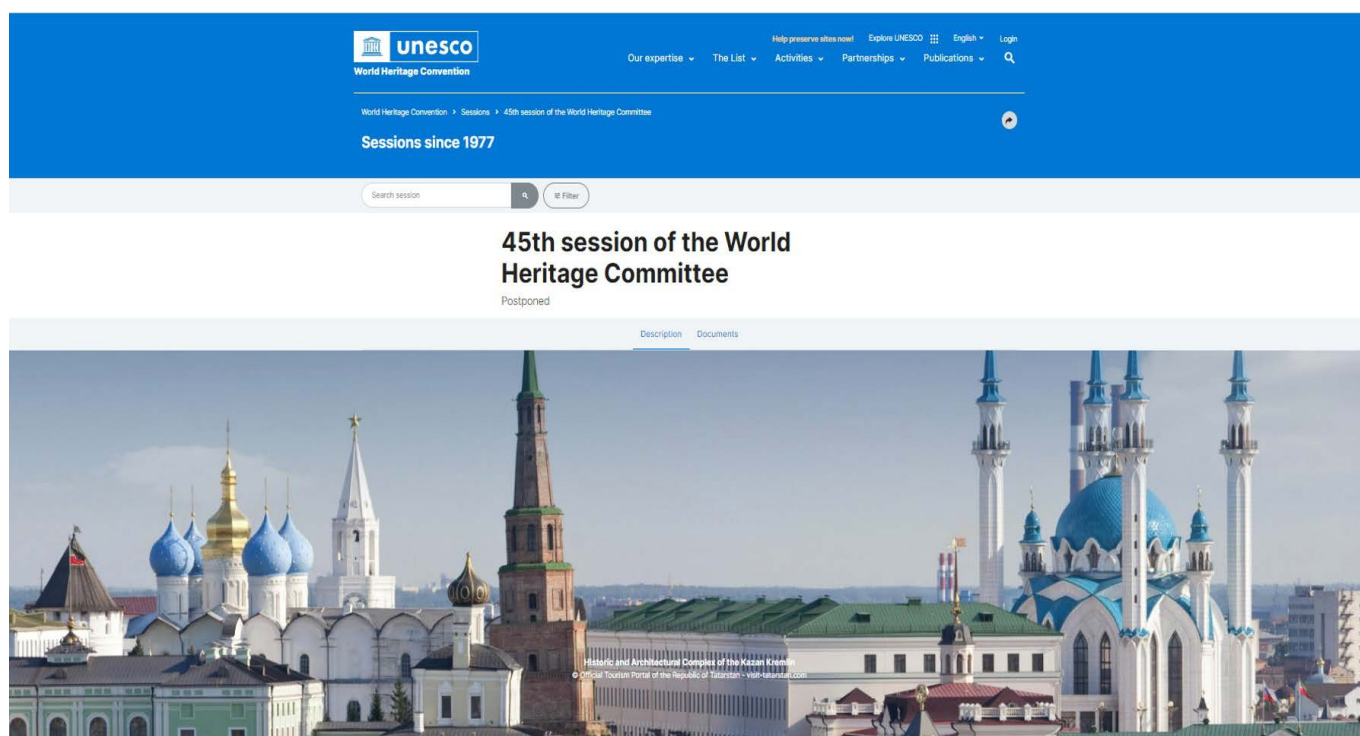 unesco
World Heritage Convention
Help preserve sites now! Explore UNESCO English Login
Our expertise The List Activities Partnerships Publications
World Heritage Convention > Sessions > 45th session of the World Heritage Committee
Sessions since 1977
Search session Filter
45th session of the World
Heritage Committee
Postponed
Description Documents
Historic and Architectural Complex of the Kazan Kremlin
© Official Tourism Portal of the Republic of Tatarstan - visit-tatarstan.com